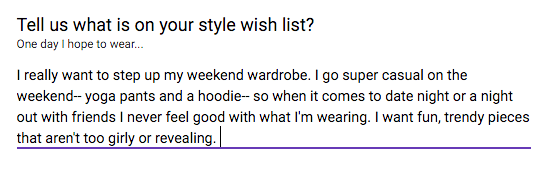 Tell us what is on your style wish list?
One day I hope to wear...
I really want to step up my weekend wardrobe. I go super casual on the
weekend-- yoga pants and a hoodie-- so when it comes to date night or a night
out with friends I never feel good with what I'm wearing. I want fun, trendy pieces
that aren't too girly or revealing.